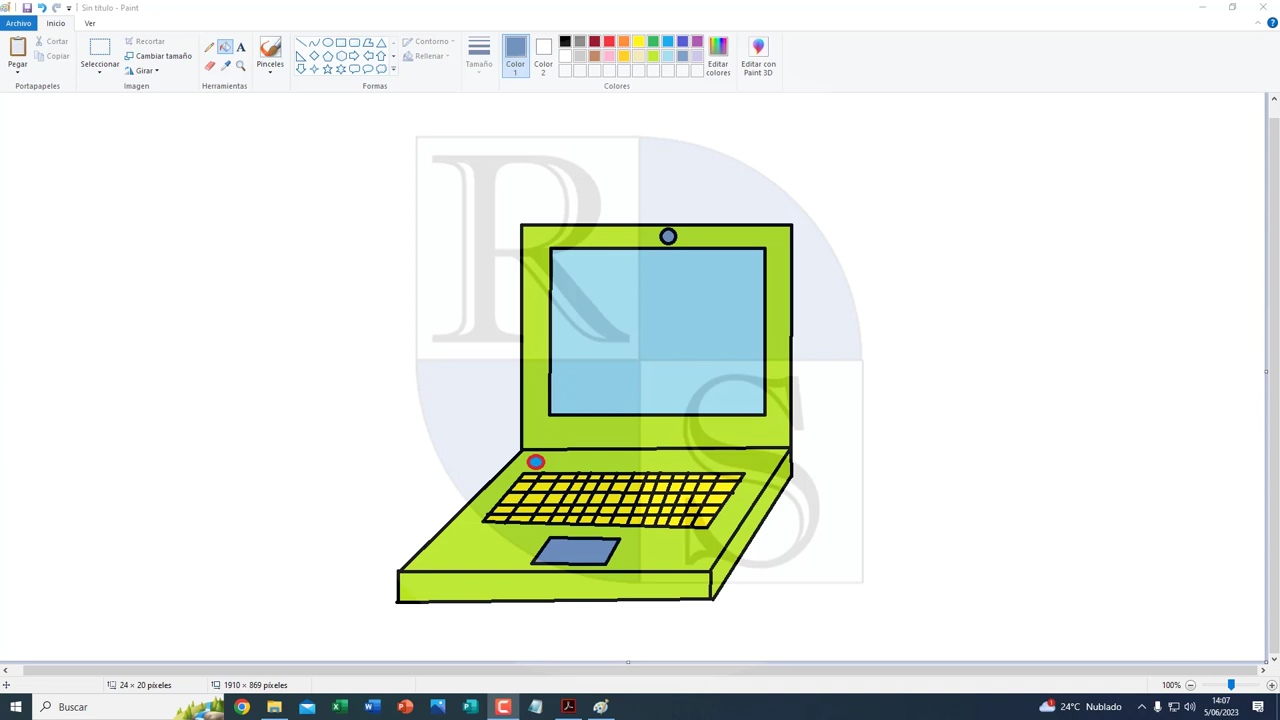 Sin título - Paint
Archivo Inicio Ver
Pegar
Cortar
Copiar
Portapapeles
Seleccionar
Recortar
Cambiar tamaño
Girar
Imagen
Herramientas
Pinceles
Contorno
Rellenar
Formas
Tamaño
Color 1
Color 2
Editar colores
Colores
Editar con Paint 3D
R
S
24 × 20 píxeles
1910 × 869 píxeles
100%
Buscar
24°C Nublado
14:07
5/06/2023